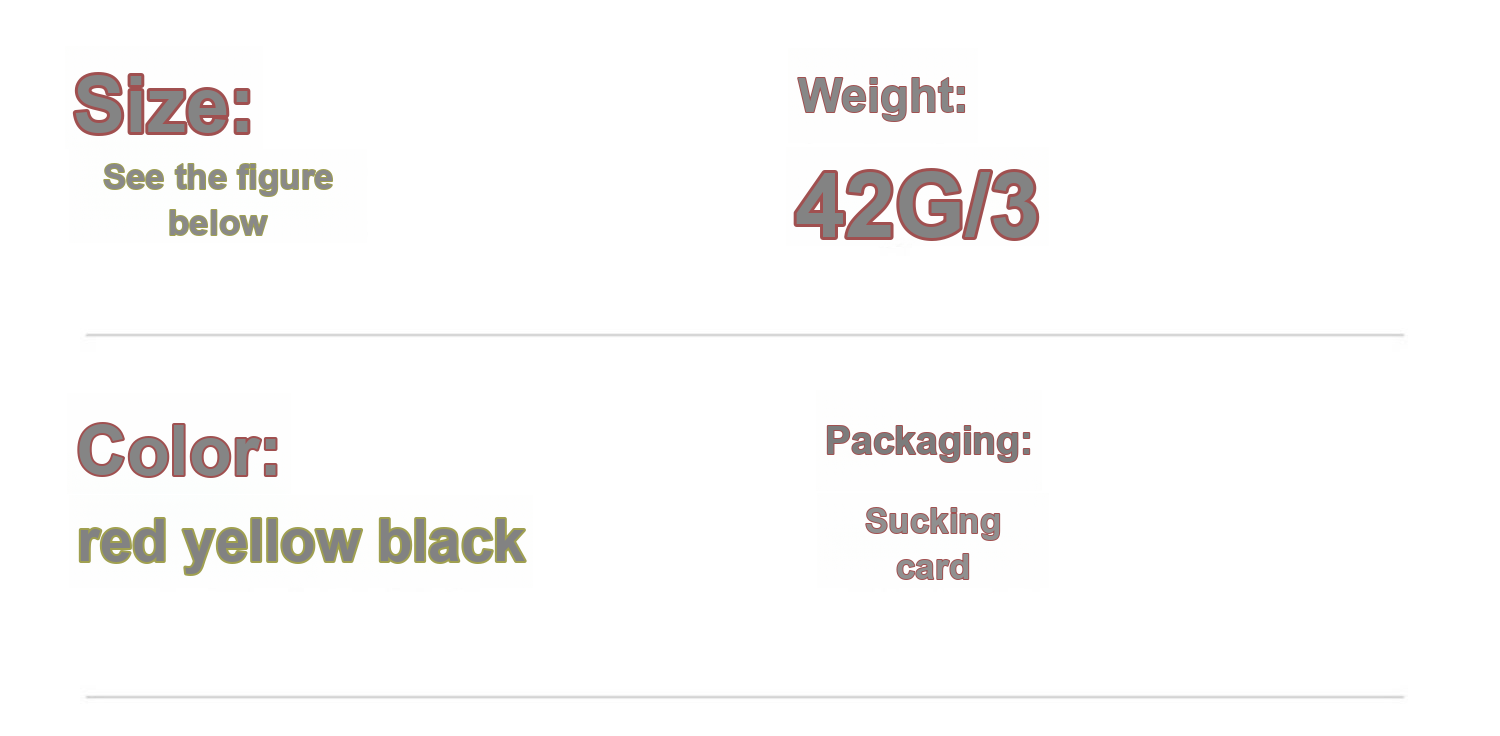 Size:
See the figure
below
Weight:
42G/3
Color:
red yellow black
Packaging:
Sucking
card